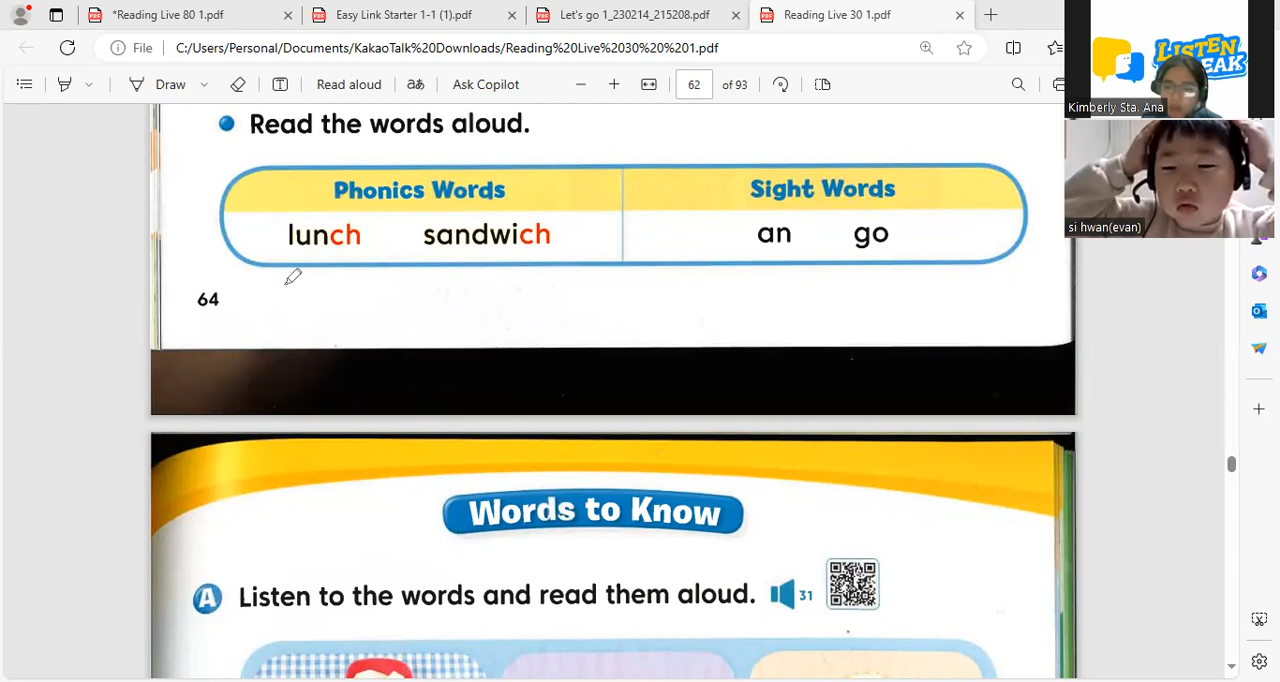 *Reading Live 80 1.pdf
Easy Link Starter 1-1 (1).pdf
Let's go 1_230214_215208.pdf
Reading Live 30 1.pdf
File
C:/Users/Personal/Documents/KakaoTalk%20Downloads/Reading%20Live%2030%20%201.pdf
Draw
Read aloud
aあ
Ask Copilot
62
of 93
LISTEN
Kimberly Sta. Ana
si hwan(evan)
Read the words aloud.
Phonics Words
Sight Words
lunch sandwich
an go
64
Words to Know
A Listen to the words and read them aloud. 31